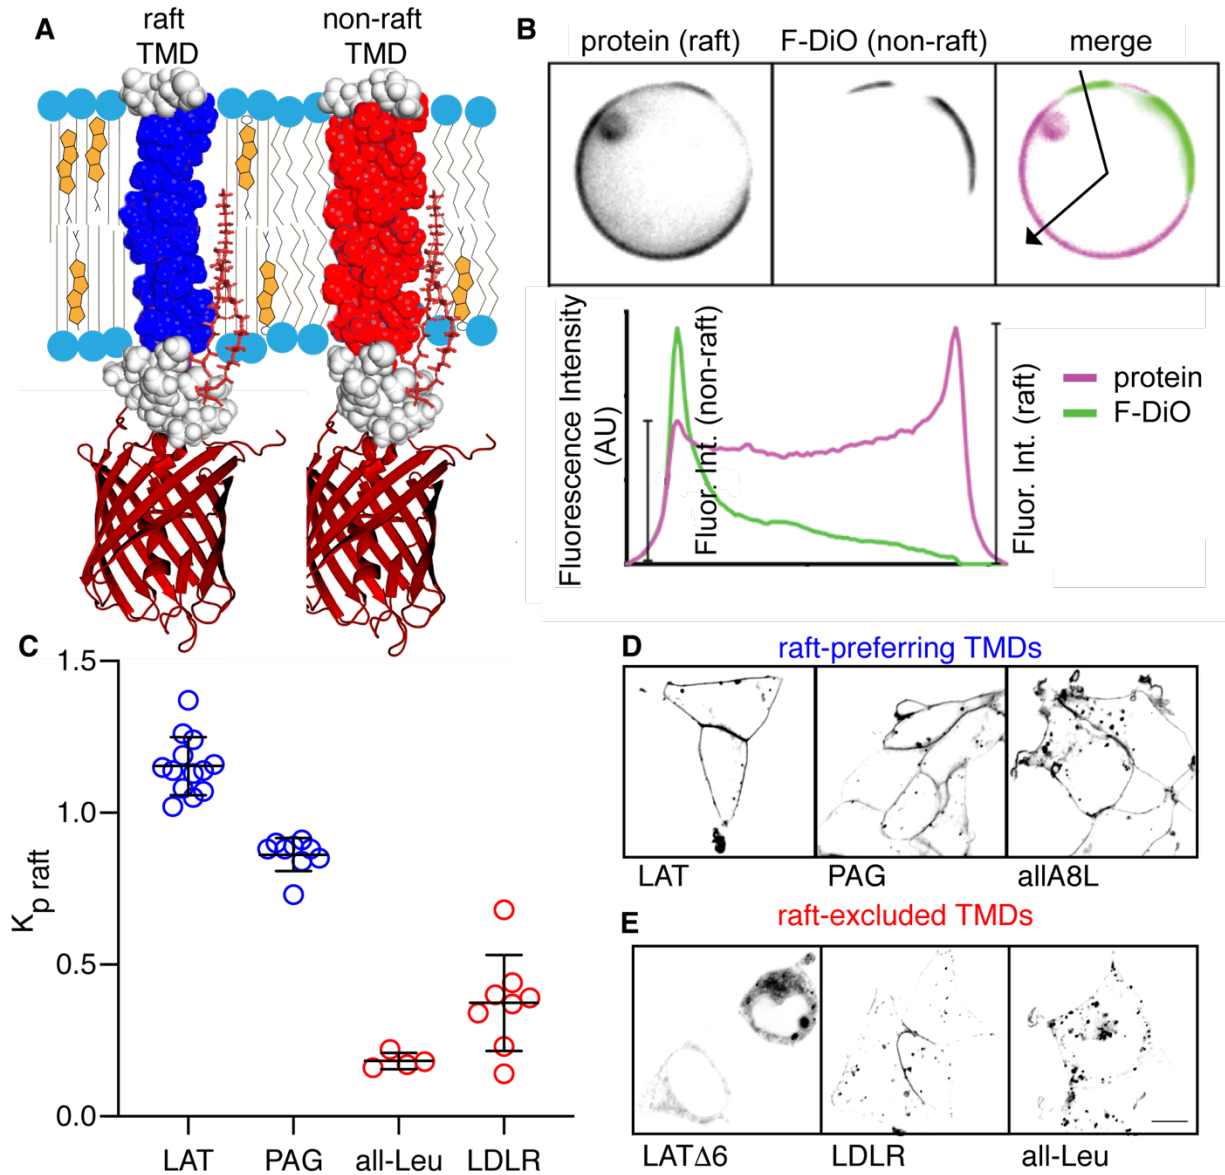 A
raft
TMD
non-raft
TMD
B
protein (raft)
F-DiO (non-raft)
merge
Fluorescence Intensity
(AU)
Fluor. Int. (non-raft)
Fluor. Int. (raft)
protein
F-DiO
C
Kp raft
1.5
1.0
0.5
0.0
LAT
PAG
all-Leu
LDLR
D
raft-preferring TMDs
LAT
PAG
allA8L
E
raft-excluded TMDs
LATΔ6
LDLR
all-Leu